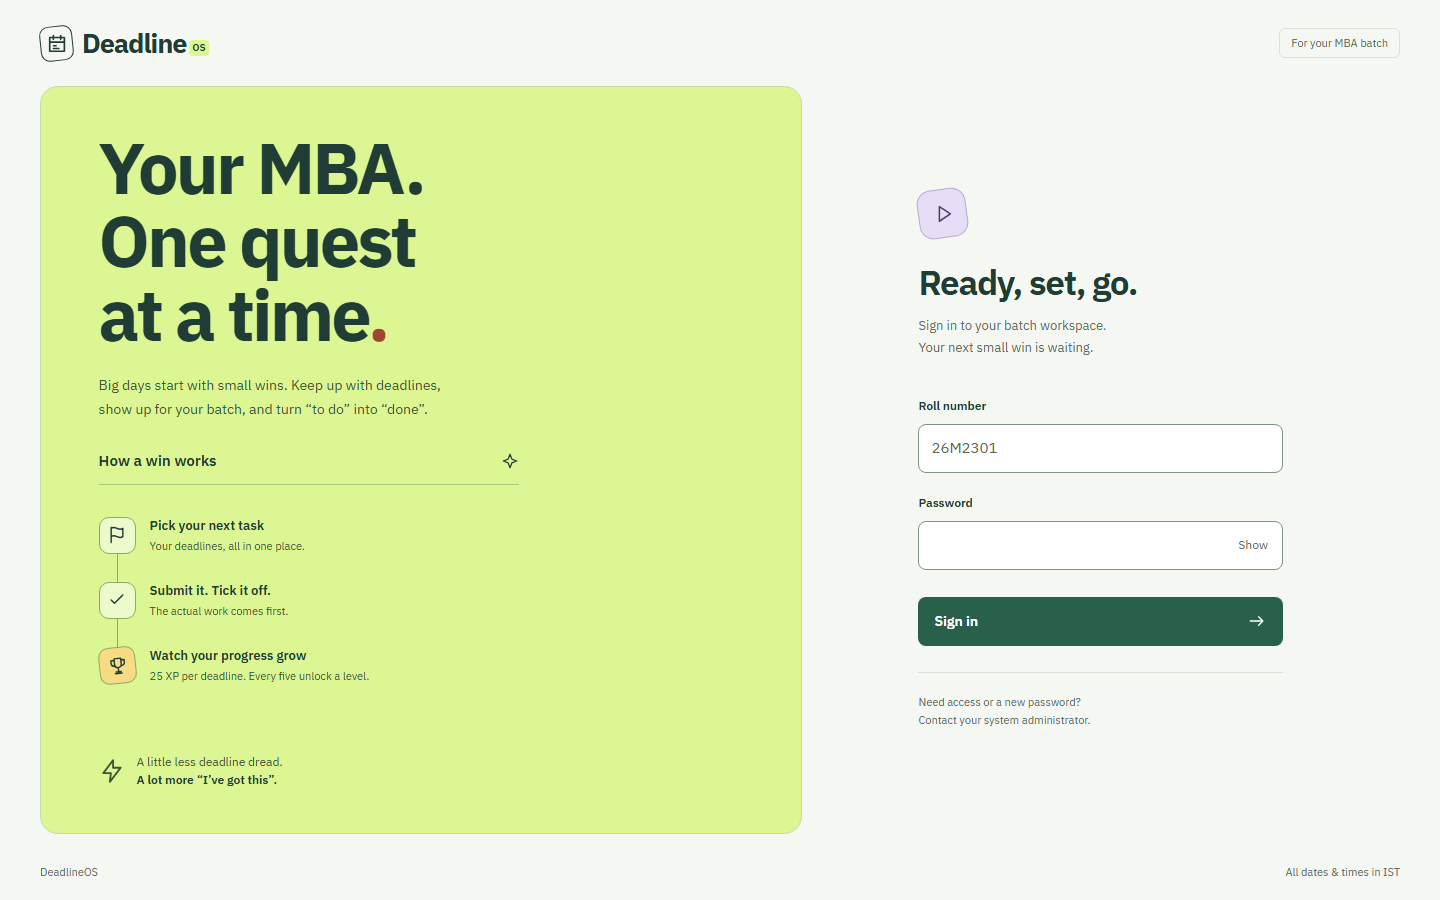 Deadline OS
For your MBA batch
Your MBA.
One quest
at a time.
Big days start with small wins. Keep up with deadlines,
show up for your batch, and turn “to do” into “done”.
How a win works
Pick your next task
Your deadlines, all in one place.
Submit it. Tick it off.
The actual work comes first.
Watch your progress grow
25 XP per deadline. Every five unlock a level.
A little less deadline dread.
A lot more “I’ve got this”.
Ready, set, go.
Sign in to your batch workspace.
Your next small win is waiting.
Roll number
26M2301
Password
Show
Sign in
Need access or a new password?
Contact your system administrator.
DeadlineOS
All dates & times in IST